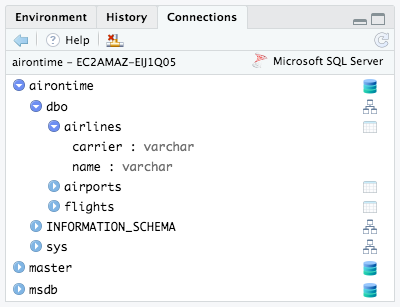 Environment History Connections
Help
airontime - EC2AMAZ-EIJ1Q05 Microsoft SQL Server
airontime
dbo
airlines
carrier : varchar
name : varchar
airports
flights
INFORMATION_SCHEMA
sys
master
msdb